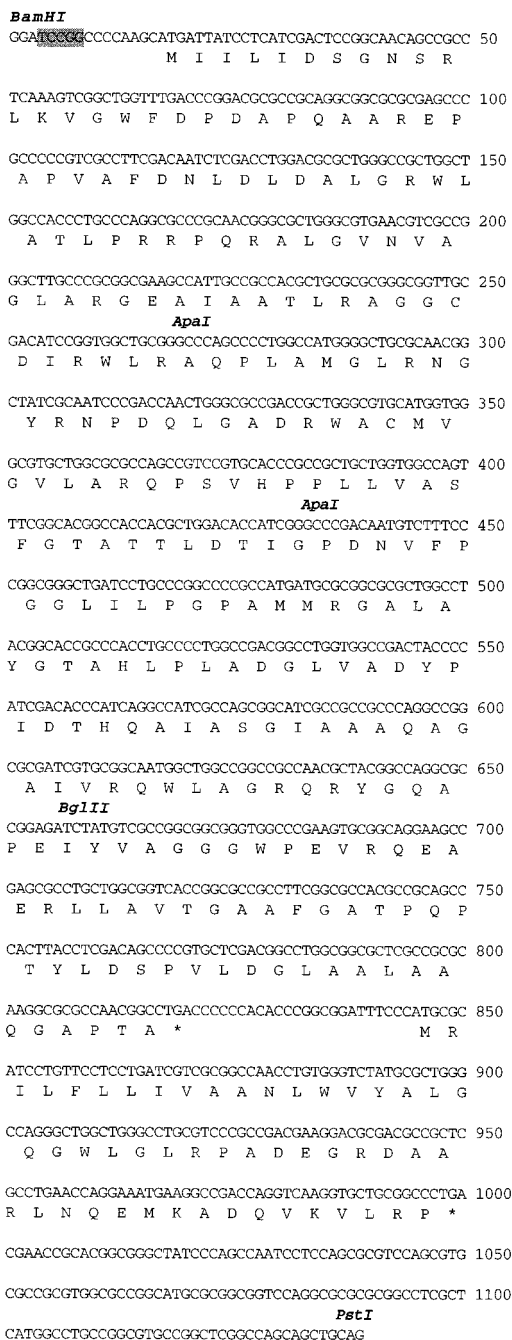 BamHI
GGATCCGGCCCCAAGCATGATTATCCTCATCGACTCCGGCAACAGCCGCC 50
M I I L I D S G N S R
TCAAAGTCGGCTGGTTTGACCCGGACGCGCCGCAGGCGGCGCGCGAGCCC 100
L K V G W F D P D A P Q A A R E P
GCCCCCGTCGCCTTCGACAATCTCGACCTGGACGCGCTGGGCCGCTGGCT 150
A P V A F D N L D L D A L G R W L
GGCCACCCTGCCCAGGCGCCCGCAACGGGCGCTGGGCGTGAACGTCGCCG 200
A T L P R R P Q R A L G V N V A
GGCTTGCCCGCGGCGAAGCCATTGCCGCCACGCTGCGCGCGGGCGGTTGC 250
G L A R G E A I A A T L R A G G C
ApaI
GACATCCGGTGGCTGCGGGCCCAGCCCCTGGCCATGGGGCTGCGCAACGG 300
D I R W L R A Q P L A M G L R N G
CTATCGCAATCCCGACCAACTGGGCGCCGACCGCTGGGCGTGCATGGTGG 350
Y R N P D Q L G A D R W A C M V
GCGTGCTGGCGCGCCAGCCGTCCGTGCACCCGCCGCTGCTGGTGGCCAGT 400
G V L A R Q P S V H P P L L V A S
ApaI
TTCGGCACGGCCACCACGCTGGACACCATCGGGCCCGACAATGTCTTTCC 450
F G T A T T L D T I G P D N V F P
CGGCGGGCTGATCCTGCCCGGCCCCGCCATGATGCGCGGCGCGCTGGCCT 500
G G L I L P G P A M M R G A L A
ACGGCACCGCCCACCTGCCCCTGGCCGACGGCCTGGTGGCCGACTACCCC 550
Y G T A H L P L A D G L V A D Y P
ATCGACACCCATCAGGCCATCGCCAGCGGCATCGCCGCCGCCCAGGCCGG 600
I D T H Q A I A S G I A A A Q A G
CGCGATCGTGCGGCAATGGCTGGCCGGCCGCCAACGCTACGGCCAGGCGC 650
A I V R Q W L A G R Q R Y G Q A
BglII
CGGAGATCTATGTCGCCGGCGGCGGGTGGCCCGAAGTGCGGCAGGAAGCC 700
P E I Y V A G G G W P E V R Q E A
GAGCGCCTGCTGGCGGTCACCGGCGCCGCCTTCGGCGCCACGCCGCAGCC 750
E R L L A V T G A A F G A T P Q P
CACTTACCTCGACAGCCCCGTGCTCGACGGCCTGGCGGCGCTCGCCGCGC 800
T Y L D S P V L D G L A A L A A
AAGGCGCGCCAACGGCCTGACCCCCCACACCCGGCGGATTTCCCATGCGC 850
Q G A P T A * M R
ATCCTGTTCCTCCTGATCGTCGCGGCCAACCTGTGGGTCTATGCGCTGGG 900
I L F L L I V A A N L W V Y A L G
CCAGGGCTGGCTGGGCCTGCGTCCCGCCGACGAAGGACGCGACGCCGCTC 950
Q G W L G L R P A D E G R D A A
GCCTGAACCAGGAAATGAAGGCCGACCAGGTCAAGGTGCTGCGGCCCTGA 1000
R L N Q E M K A D Q V K V L R P *
CGAACCGCACGGCGGGCTATCCCAGCCAATCCTCCAGCGCGTCCAGCGTG 1050
CGCCGCGTGGCGCCGGCATGCGCGGCGGTCCAGGCGCGCGCGGCCTCGCT 1100
PstI
CATGGCCTGCCGGCGTGCCGGCTCGGCCAGCAGCTGCAG